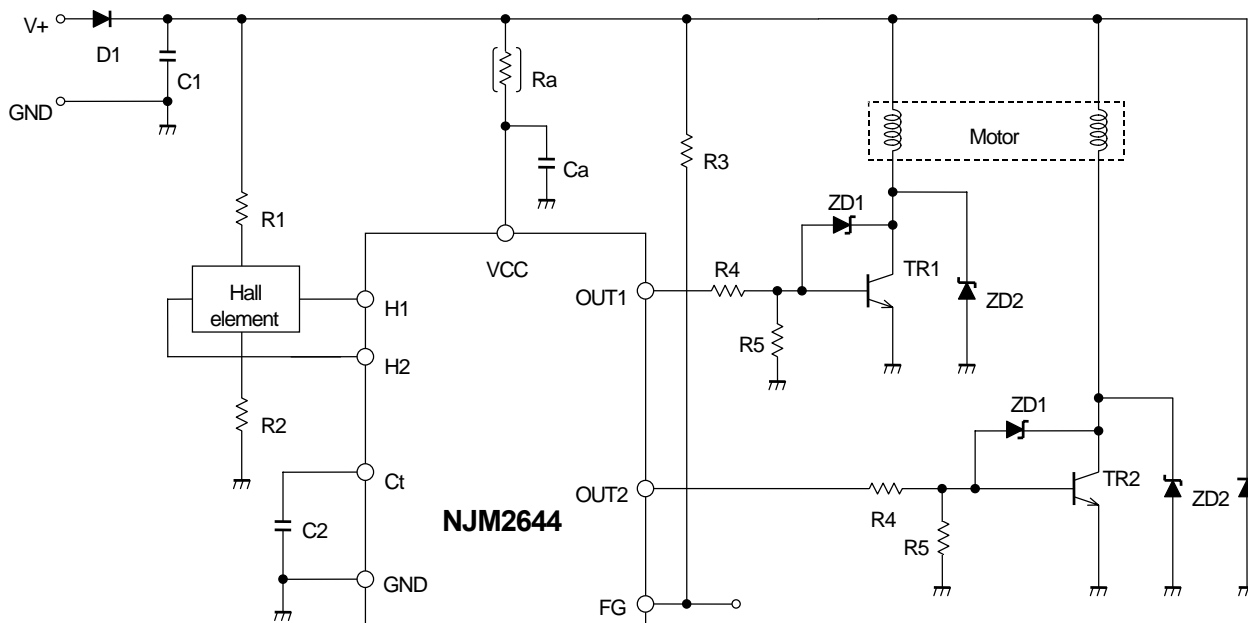 V+
D1
C1
GND
Ra
Ca
R3
Motor
R1
VCC
ZD1
R4
TR1
OUT1
Hall
element
H1
ZD2
R5
H2
R2
ZD1
Ct
TR2
OUT2
ZD2
R4
C2
NJM2644
R5
GND
FG